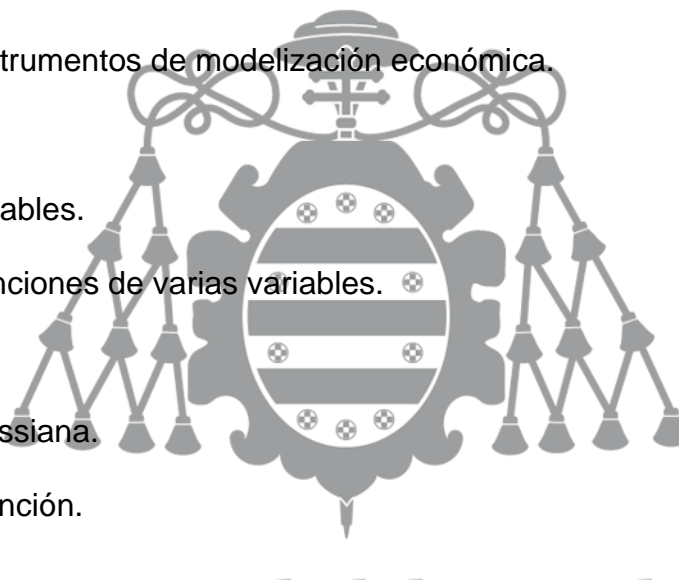 trumentos de modelización económica.
ables.
nciones de varias variables.
ssiana.
nción.